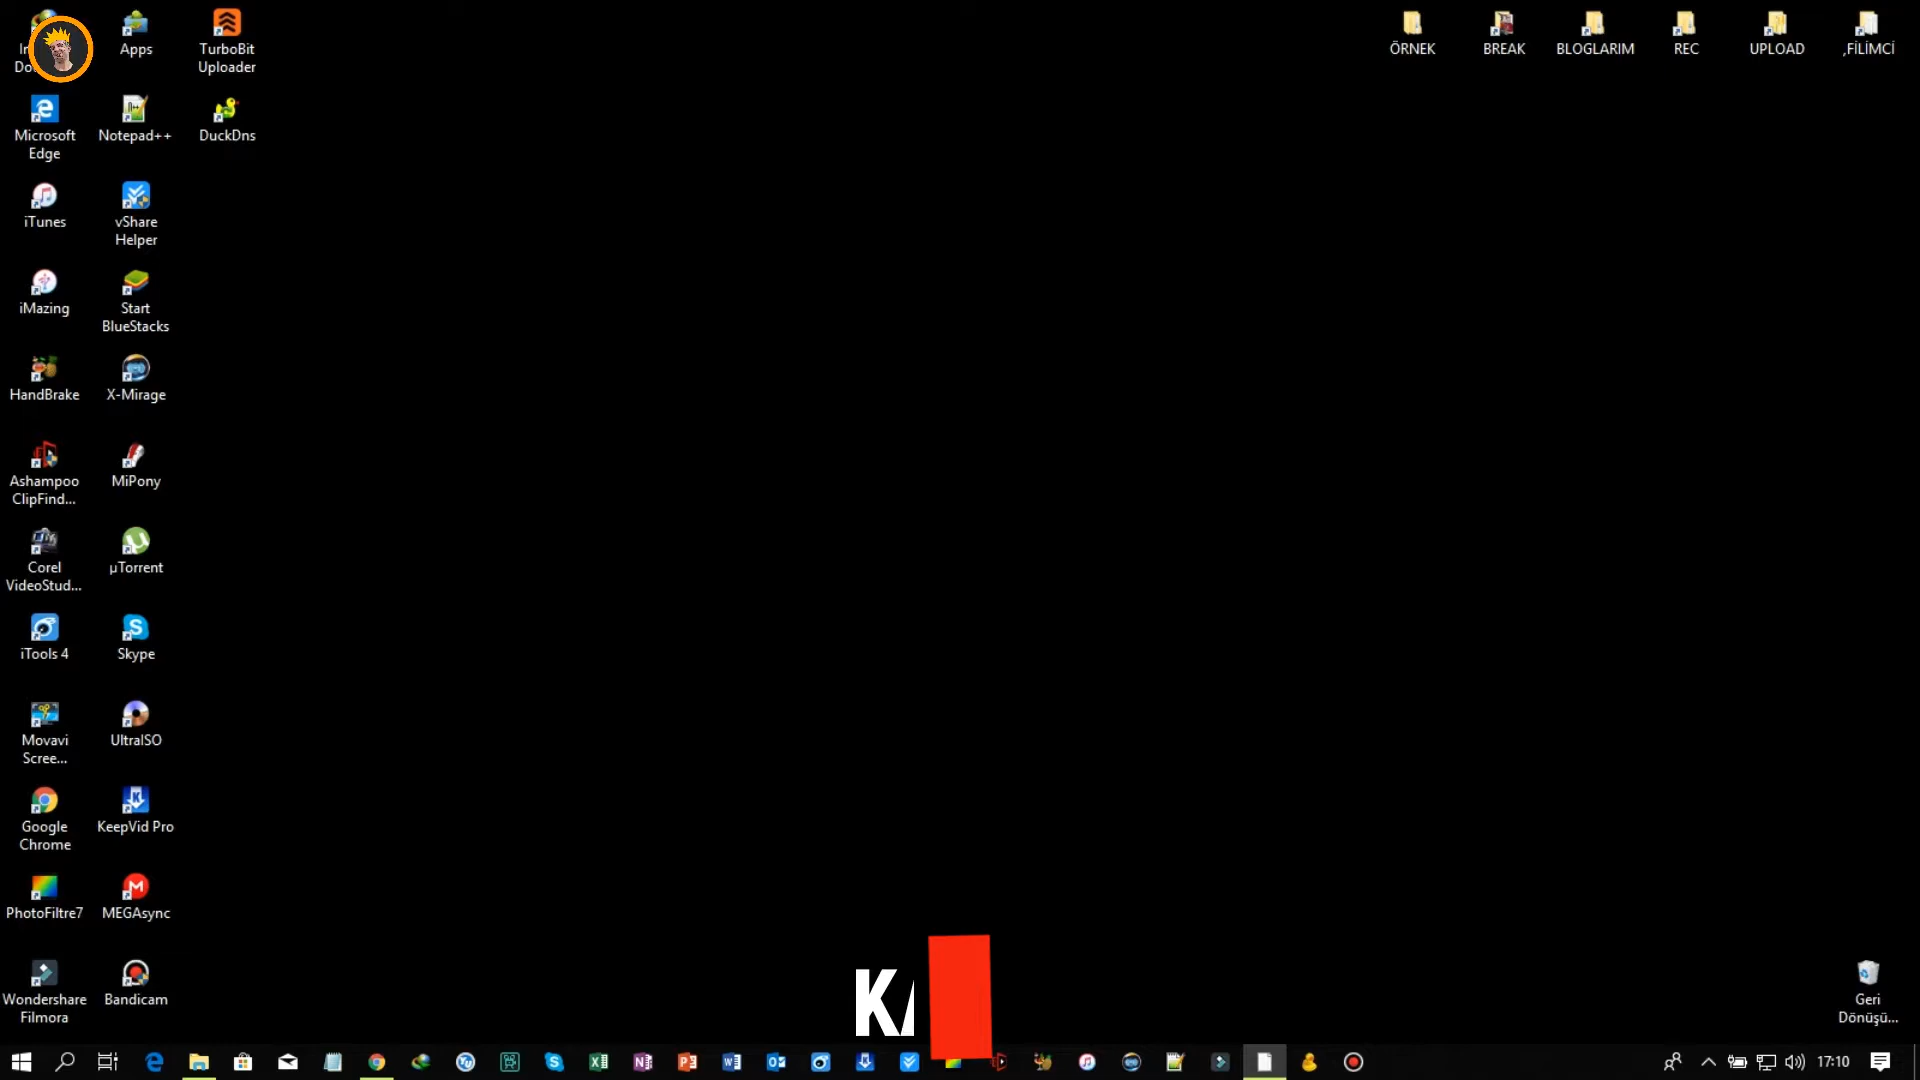 Apps
TurboBit
Uploader
ÖRNEK
BREAK
BLOGLARIM
REC
UPLOAD
,FİLİMCİ
Microsoft
Edge
Notepad++
DuckDns
iTunes
vShare
Helper
iMazing
Start
BlueStacks
HandBrake
X-Mirage
Ashampoo
ClipFind...
MiPony
Corel
VideoStud...
µTorrent
iTools 4
Skype
Movavi
Scree...
UltraISO
Google
Chrome
KeepVid Pro
PhotoFiltre7
MEGAsync
Wondershare
Filmora
Bandicam
Geri
Dönüşü...
17:10